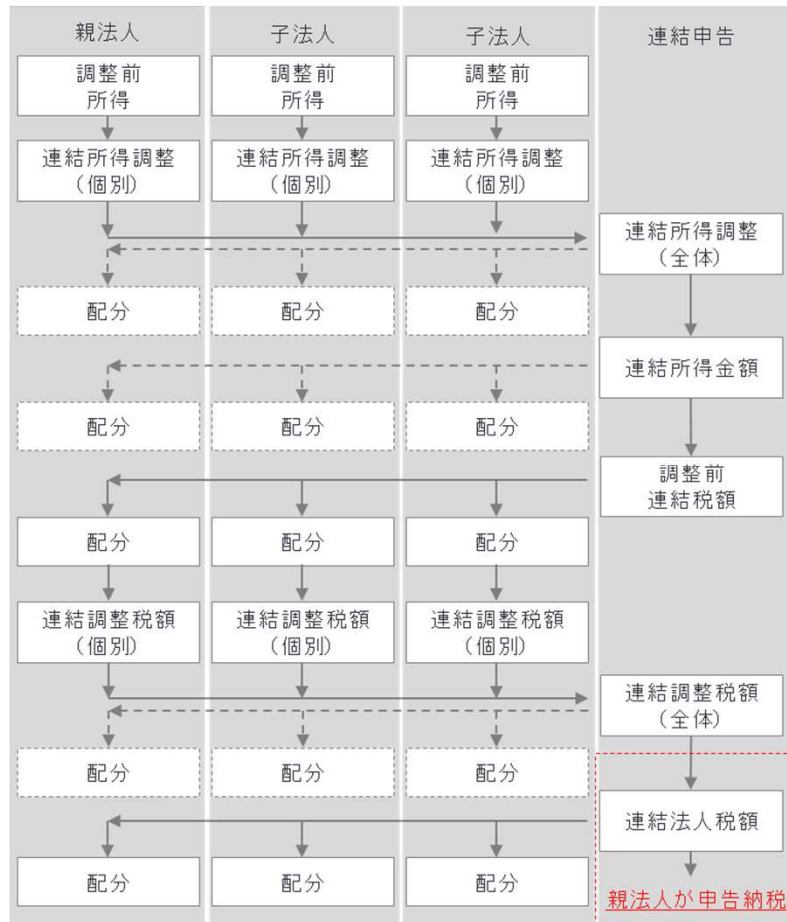 親法人
子法人
子法人
連結申告
調整前
所得
調整前
所得
調整前
所得
連結所得調整
（個別）
連結所得調整
（個別）
連結所得調整
（個別）
連結所得調整
（全体）
配分
配分
配分
連結所得金額
配分
配分
配分
調整前
連結税額
配分
配分
配分
連結調整税額
（個別）
連結調整税額
（個別）
連結調整税額
（個別）
連結調整税額
（全体）
配分
配分
配分
連結法人税額
配分
配分
配分
親法人が申告納税